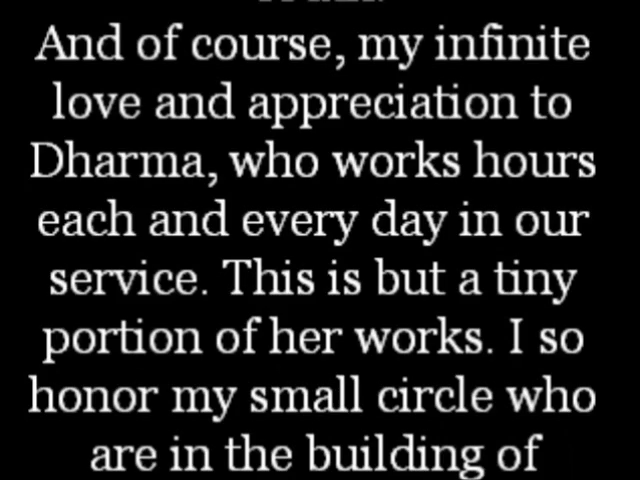 And of course, my infinite
love and appreciation to
Dharma, who works hours
each and every day in our
service. This is but a tiny
portion of her works. I so
honor my small circle who
are in the building of